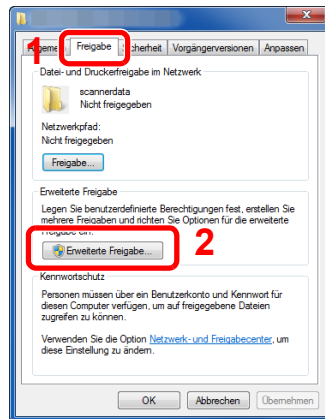 1
Allgemein Freigabe Sicherheit Vorgängerversionen Anpassen
Datei- und Druckerfreigabe im Netzwerk
scannerdata
Nicht freigegeben
Netzwerkpfad:
Nicht freigegeben
Freigabe...
Erweiterte Freigabe
Legen Sie benutzerdefinierte Berechtigungen fest, erstellen Sie
mehrere Freigaben und richten Sie Optionen für die erweiterte
Freigabe ein.
Erweiterte Freigabe...
2
Kennwortschutz
Personen müssen über ein Benutzerkonto und Kennwort für
diesen Computer verfügen, um auf freigegebene Dateien
zugreifen zu können.
Verwenden Sie die Option Netzwerk- und Freigabecenter, um
diese Einstellung zu ändern.
OK Abbrechen Übernehmen